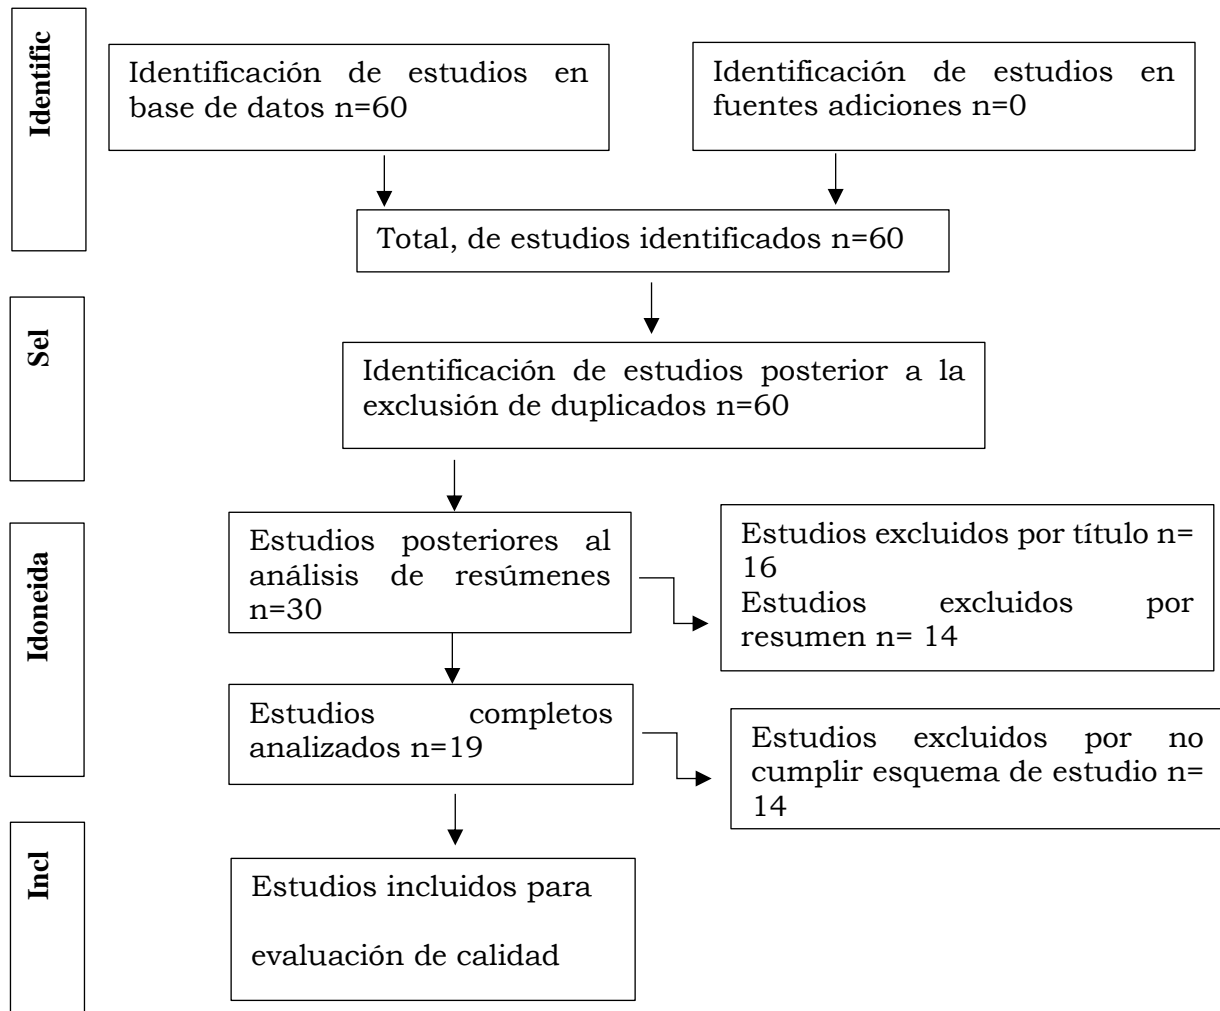 Identific
Identificación de estudios en
base de datos n=60
Identificación de estudios en
fuentes adiciones n=0
Total, de estudios identificados n=60
Sel
Identificación de estudios posterior a la
exclusión de duplicados n=60
Idoneida
Estudios posteriores al
análisis de resúmenes
n=30
Estudios excluidos por título n=
16
Estudios excluidos por
resumen n= 14
Estudios completos
analizados n=19
Estudios excluidos por no
cumplir esquema de estudio n=
14
Incl
Estudios incluidos para
evaluación de calidad